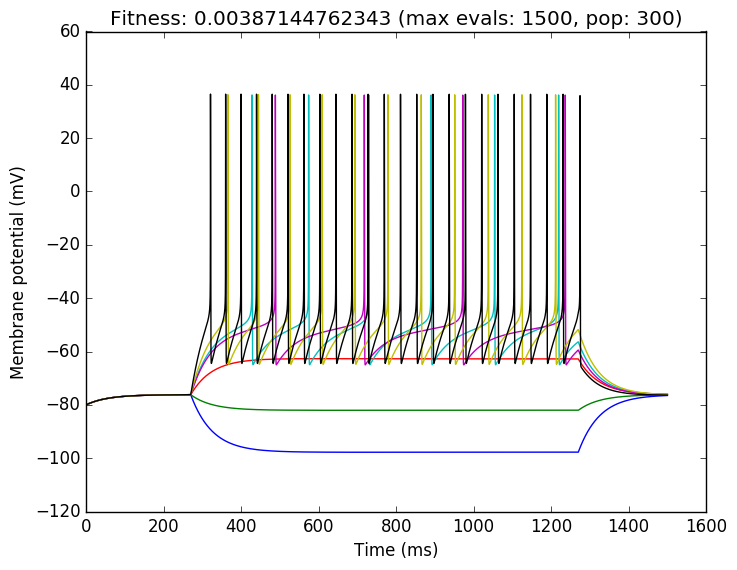 Fitness: 0.00387144762343 (max evals: 1500, pop: 300)
60
40
20
0
−20
−40
−60
−80
−100
−120
Membrane potential (mV)
0 200 400 600 800 1000 1200 1400 1600
Time (ms)